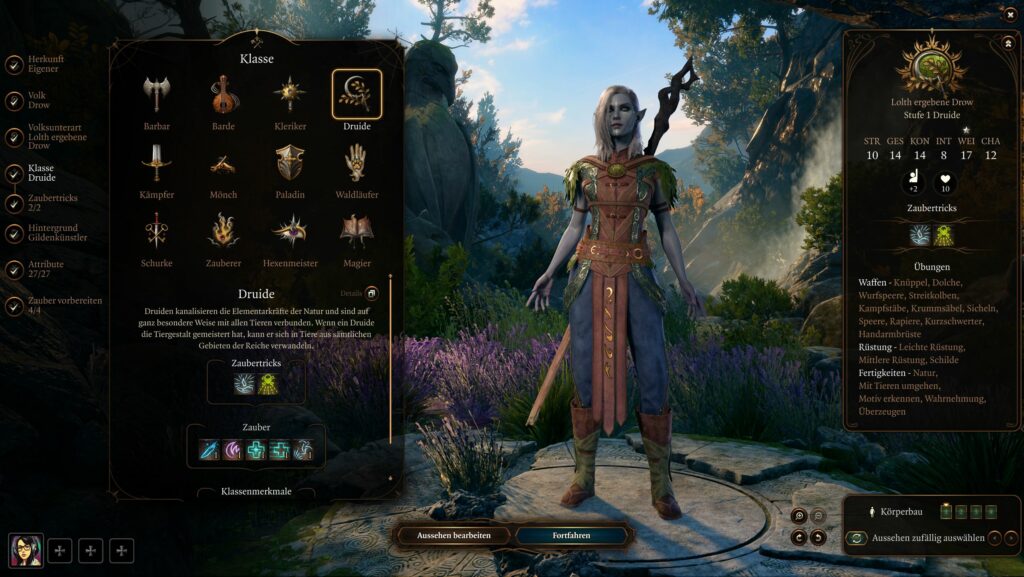 Herkunft
Eigener
Volk
Drow
Volksunterart
Lolth ergebene
Drow
Klasse
Druide
Zaubertricks
2/2
Hintergrund
Gildenkünstler
Attribute
27/27
Zauber vorbereiten
4/4
Klasse
Barbar Barde Kleriker Druide
Kämpfer Mönch Paladin Waldläufer
Schurke Zauberer Hexenmeister Magier
Druide
Details
Druiden kanalisieren die Elementarkräfte der Natur und sind auf
ganz besondere Weise mit allen Tieren verbunden. Wenn ein Druide
die Tiergestalt gemeistert hat, kann er sich in Tiere aus sämtlichen
Gebieten der Reiche verwandeln.
Zaubertricks
Zauber
Klassenmerkmale
Aussehen bearbeiten
Fortfahren
Lolth ergebene Drow
Stufe 1 Druide
STR GES KON INT WEI CHA
10 14 14 8 17 12
+2 10
Zaubertricks
Übungen
Waffen - Knüppel, Dolche,
Wurfspeere, Streitkolben,
Kampfstäbe, Krummsäbel, Sicheln,
Speere, Rapiere, Kurzschwerter,
Handarmbrüste
Rüstung - Leichte Rüstung,
Mittlere Rüstung, Schilde
Fertigkeiten - Natur,
Mit Tieren umgehen,
Motiv erkennen, Wahrnehmung,
Überzeugen
Körperbau
Aussehen zufällig auswählen